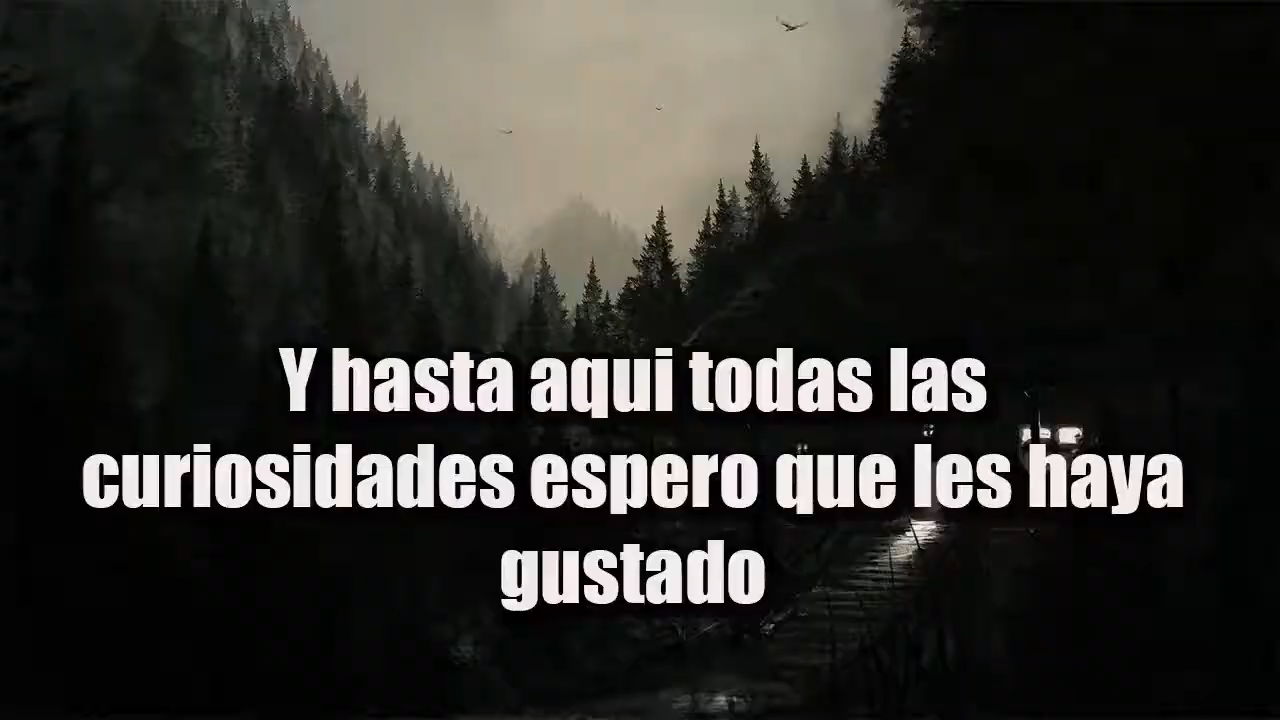 Y hasta aqui todas las
curiosidades espero que les haya
gustado